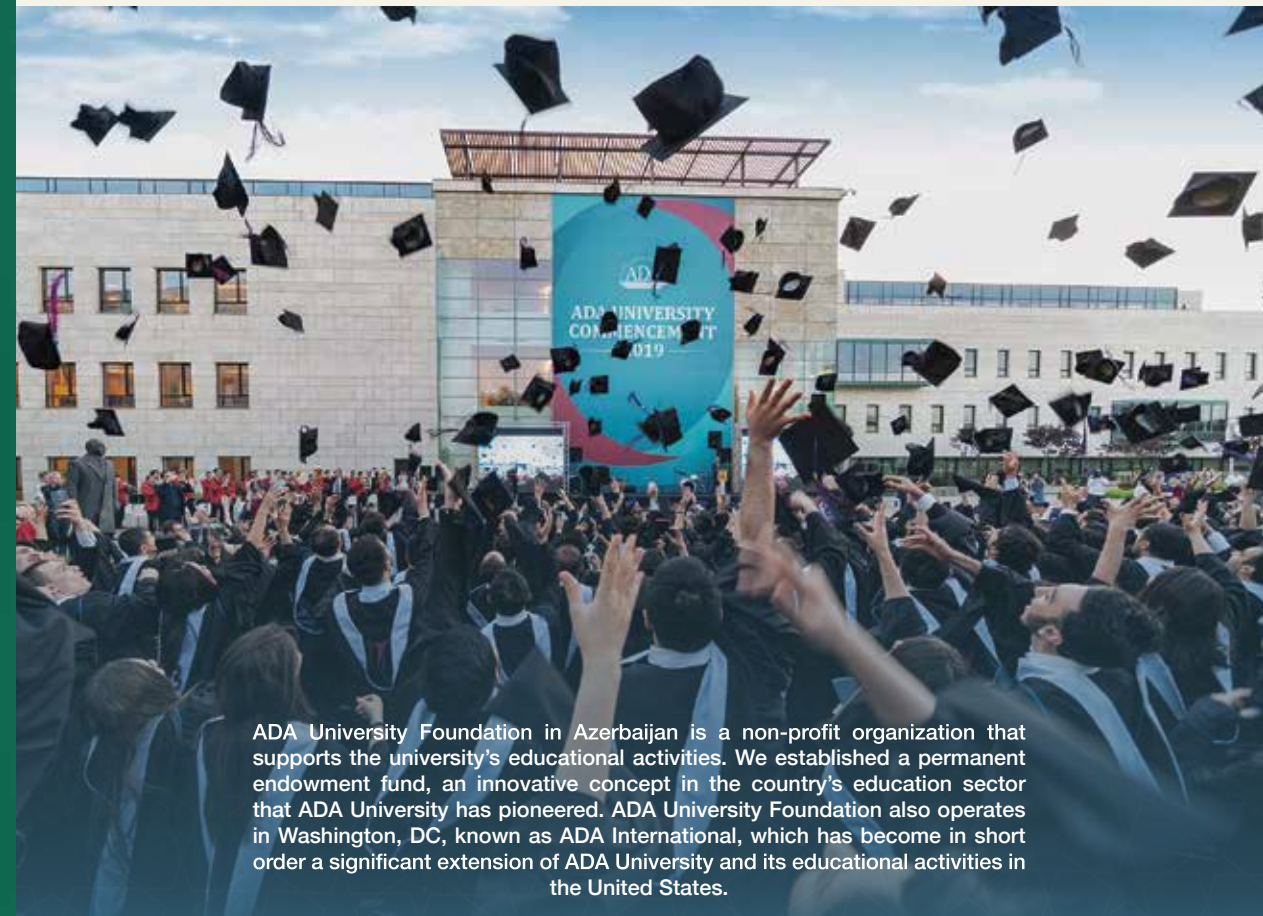 ADA
ADA UNIVERSITY
COMMENCEMENT
2019
ADA University Foundation in Azerbaijan is a non-profit organization that
supports the university's educational activities. We established a permanent
endowment fund, an innovative concept in the country's education sector
that ADA University has pioneered. ADA University Foundation also operates
in Washington, DC, known as ADA International, which has become in short
order a significant extension of ADA University and its educational activities in
the United States.